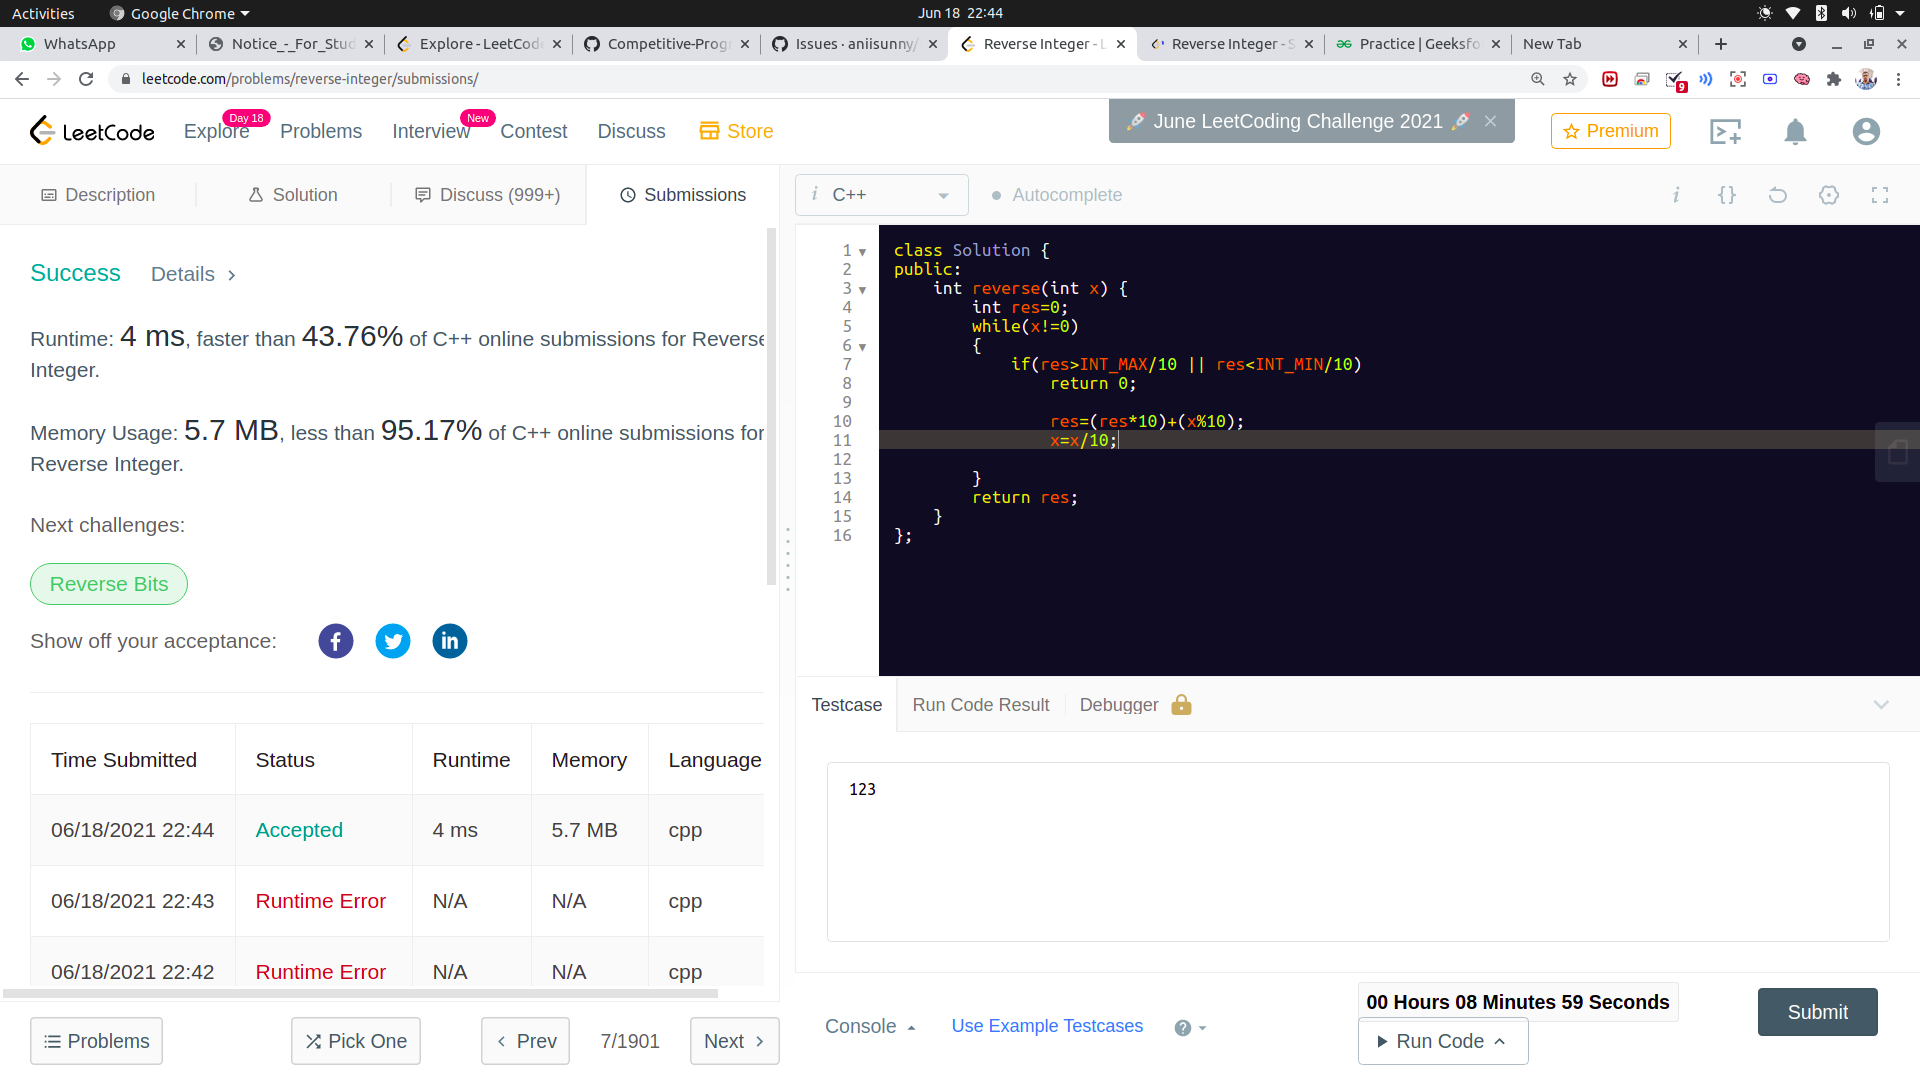 Activities
Google Chrome
Jun 18 22:44
WhatsApp
Notice_-_For_Stud
Explore - LeetCode
Competitive-Progr
Issues · aniisunny/
Reverse Integer - L
Reverse Integer - S
Practice | Geeksfo
New Tab
leetcode.com/problems/reverse-integer/submissions/
9
LeetCode
Explore
Day 18
Problems
Interview
New
Contest
Discuss
Store
June LeetCoding Challenge 2021
Premium
Description
Solution
Discuss (999+)
Submissions
i C++
Autocomplete
i {}
Success
Details
Runtime: 4 ms, faster than 43.76% of C++ online submissions for Reverse
Integer.
Memory Usage: 5.7 MB, less than 95.17% of C++ online submissions for
Reverse Integer.
Next challenges:
Reverse Bits
Show off your acceptance:
Time Submitted Status Runtime Memory Language
06/18/2021 22:44 Accepted 4 ms 5.7 MB cpp
06/18/2021 22:43 Runtime Error N/A N/A cpp
06/18/2021 22:42 Runtime Error N/A N/A cpp
Problems
Pick One
Prev
7/1901
Next
1 class Solution {
2 public:
3 int reverse(int x) {
4 int res=0;
5 while(x!=0)
6 {
7 if(res>INT_MAX/10 || res<INT_MIN/10)
8 return 0;
9
10 res=(res*10)+(x%10);
11 x=x/10;
12
13 }
14 return res;
15 }
16 };
Testcase
Run Code Result
Debugger
123
Console
Use Example Testcases
?
00 Hours 08 Minutes 59 Seconds
Run Code
Submit